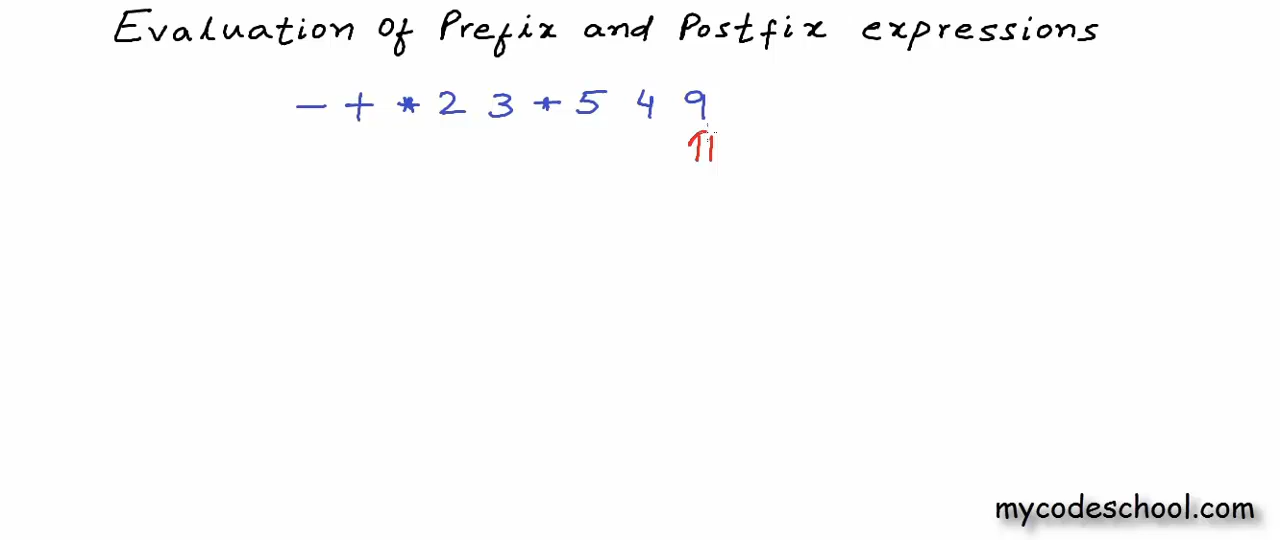 Evaluation of Prefix and Postfix expressions
- + * 2 3 * 5 4 9
mycodeschool.com